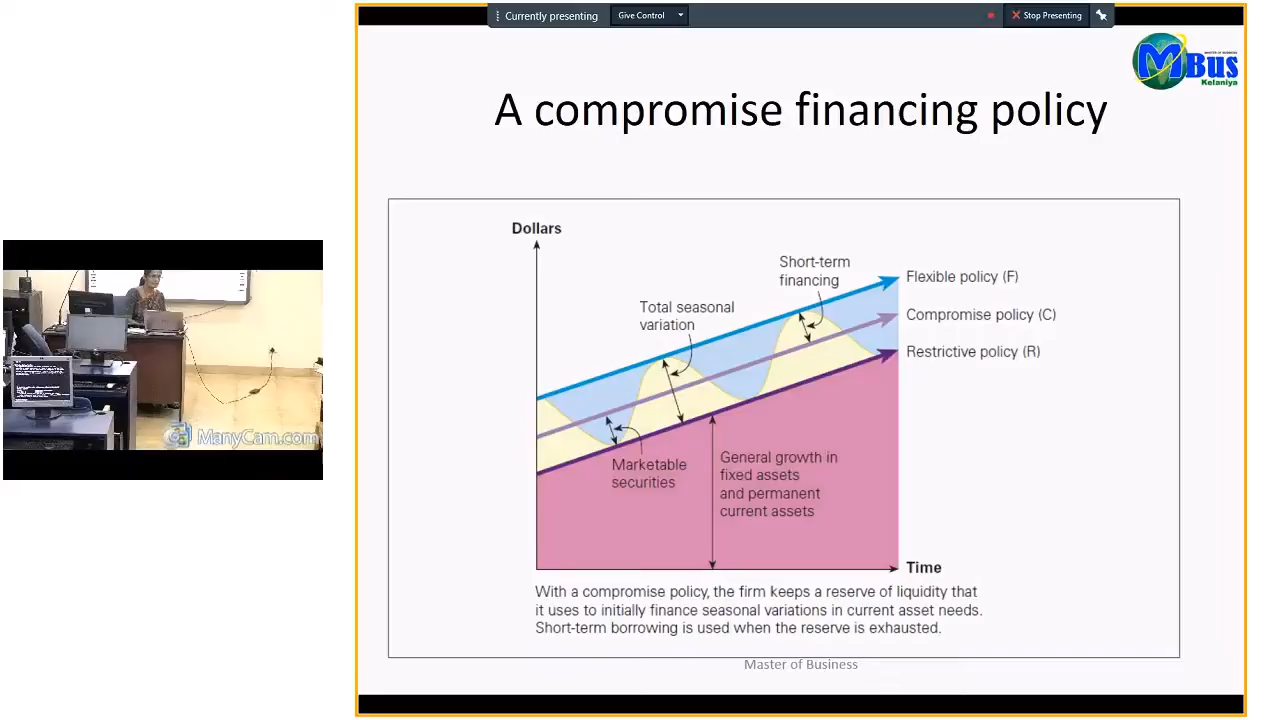 Currently presenting
Give Control
Stop Presenting
MASTER OF BUSINESS
MBus
Kelaniya
A compromise financing policy
Dollars
Short-term
financing
Flexible policy (F)
Total seasonal
variation
Compromise policy (C)
Restrictive policy (R)
Marketable
securities
General growth in
fixed assets
and permanent
current assets
Time
With a compromise policy, the firm keeps a reserve of liquidity that
it uses to initially finance seasonal variations in current asset needs.
Short-term borrowing is used when the reserve is exhausted.
Master of Business
ManyCam.com